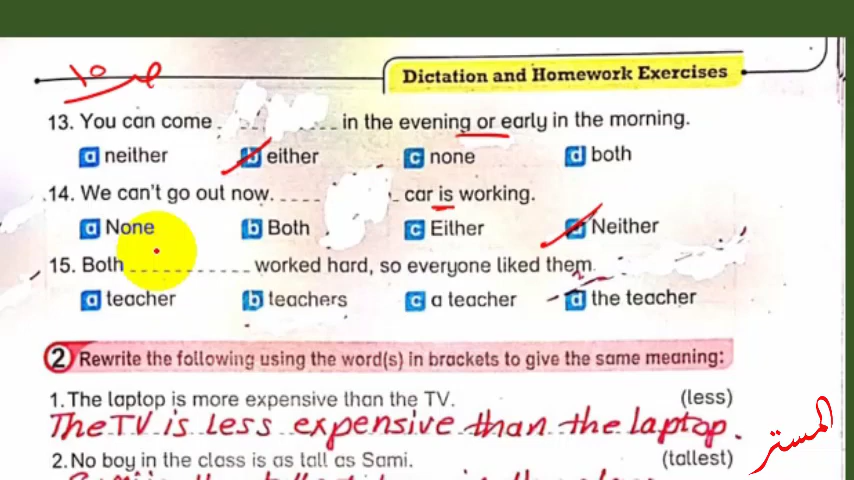 Dictation and Homework Exercises
13. You can come ........ in the evening or early in the morning.
a neither b either c none d both
14. We can't go out now. ........ car is working.
a None b Both c Either d Neither
15. Both ............ worked hard, so everyone liked them.
a teacher b teachers c a teacher d the teacher
2 Rewrite the following using the word(s) in brackets to give the same meaning:
1. The laptop is more expensive than the TV. (less)
The TV is less expensive than the laptop.
2. No boy in the class is as tall as Sami. (tallest)
المستر